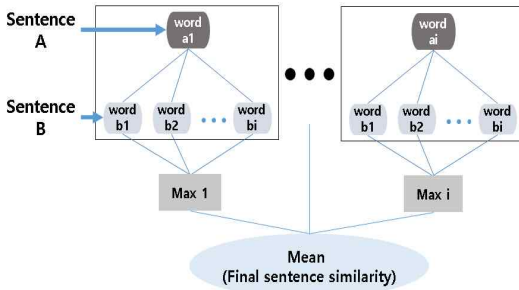 Sentence
A
word
a1
word
ai
Sentence
B
word
b1
word
b2
word
bi
word
b1
word
b2
word
bi
Max 1
Max i
Mean
(Final sentence similarity)